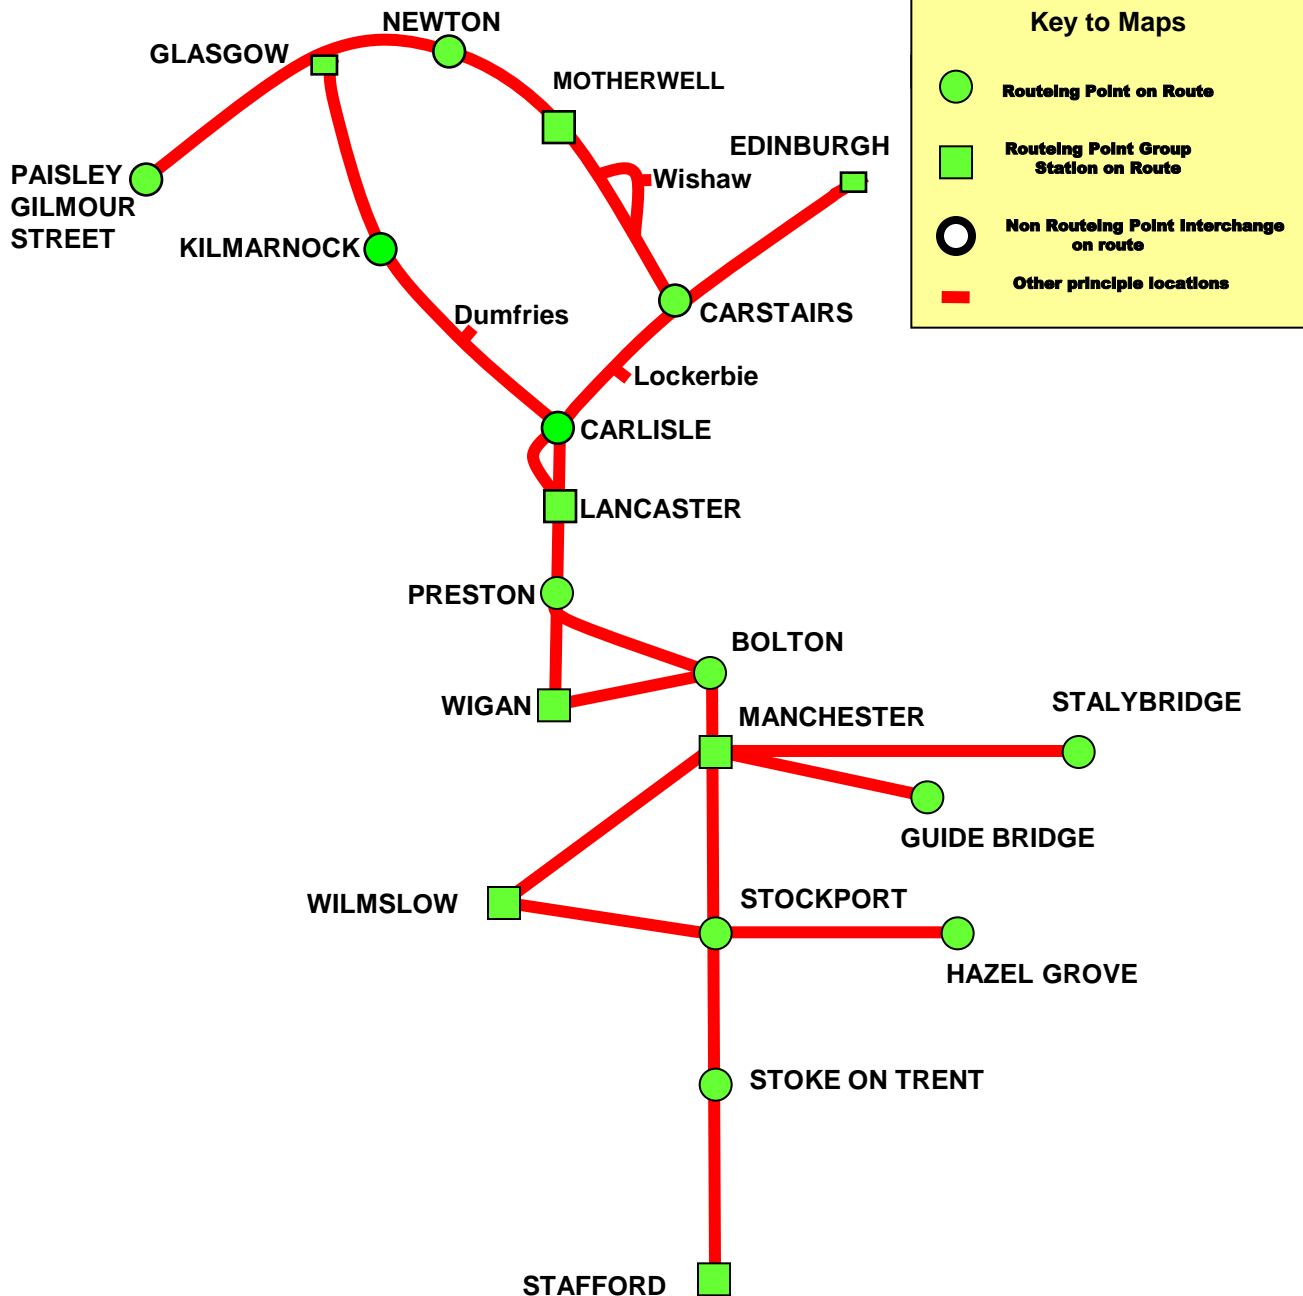 NEWTON
GLASGOW
MOTHERWELL
EDINBURGH
PAISLEY
GILMOUR
STREET
Wishaw
KILMARNOCK
CARSTAIRS
Dumfries
Lockerbie
CARLISLE
LANCASTER
PRESTON
BOLTON
WIGAN
MANCHESTER
STALYBRIDGE
GUIDE BRIDGE
WILMSLOW
STOCKPORT
HAZEL GROVE
STOKE ON TRENT
STAFFORD
Key to Maps
Routeing Point on Route
Routeing Point Group
Station on Route
Non Routeing Point Interchange
on route
Other principle locations